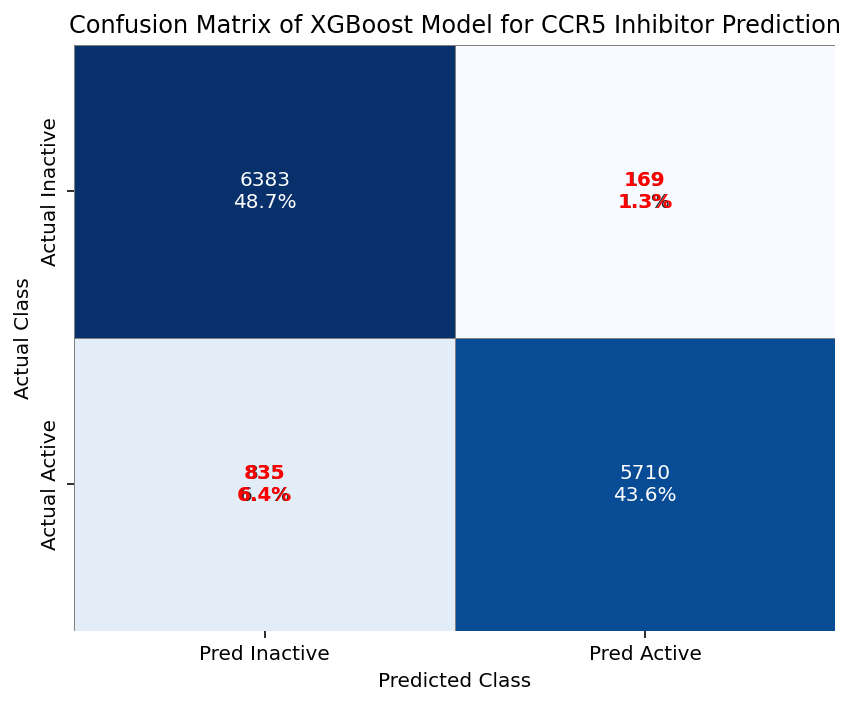 Confusion Matrix of XGBoost Model for CCR5 Inhibitor Prediction
Actual Class
Actual Inactive
6383
48.7%
169
1.3%
Actual Active
835
6.4%
5710
43.6%
Pred Inactive
Pred Active
Predicted Class